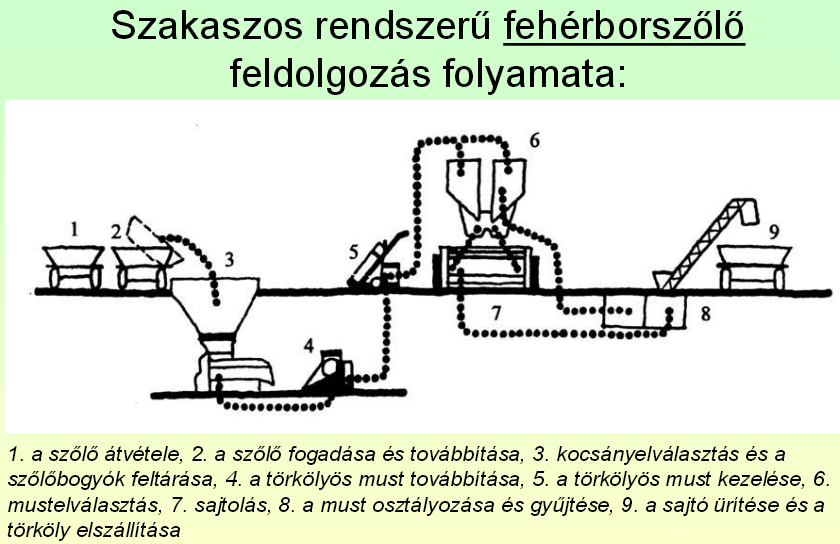 Szakaszos rendszerű fehérborszőlő
feldolgozás folyamata:
1
2
3
4
5
6
7
8
9
1. a szőlő átvétele, 2. a szőlő fogadása és továbbítása, 3. kocsányelválasztás és a
szőlőbogyók feltárása, 4. a törkölyös must továbbítása, 5. a törkölyös must kezelése, 6.
mustelválasztás, 7. sajtolás, 8. a must osztályozása és gyűjtése, 9. a sajtó ürítése és a
törköly elszállítása